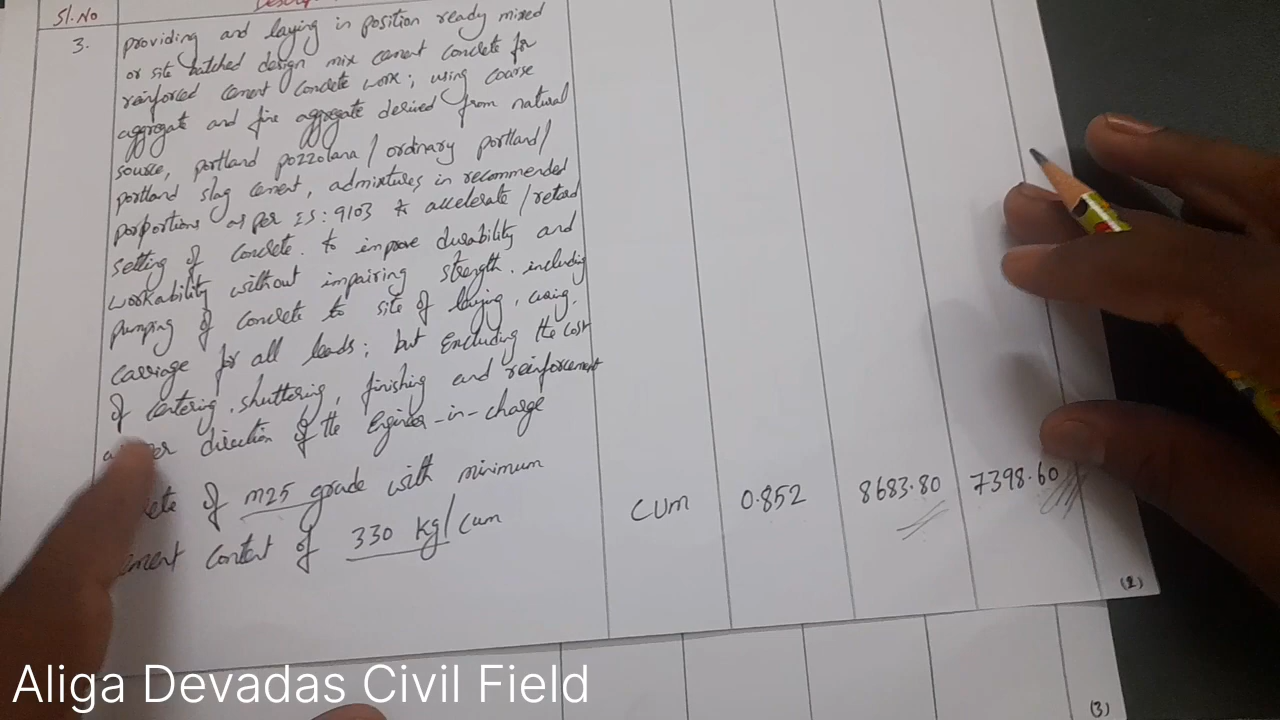 Sl.No
3.
providing and laying in position ready mixed
or site batched design mix cement concrete for
reinforced cement concrete work; using coarse
aggregate and fine aggregate derived from natural
source, portland pozzolana / ordinary portland/
portland slag cement, admixtures in recommended
porportions as per IS: 9103 to accelerate / retard
setting of concrete. to improve durability and
workability without impairing strength. including
pumping of concrete to site of laying, curing,
carriage for all leads; but excluding the cost
of centering, shuttering, finishing and reinforcement
direction of the Engineer-in-charge
of M25 grade with minimum
content of 330 kg/cum
cum 0.852 8683.80 7398.60
(2)
(3)
Aliga Devadas Civil Field